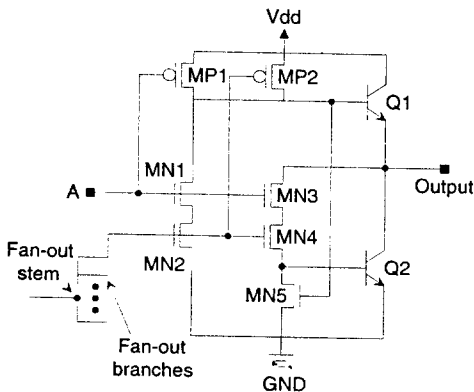 Vdd
MP1
MP2
Q1
MN1
A
MN3
Output
MN4
MN2
Fan-out
stem
Q2
MN5
Fan-out
branches
GND